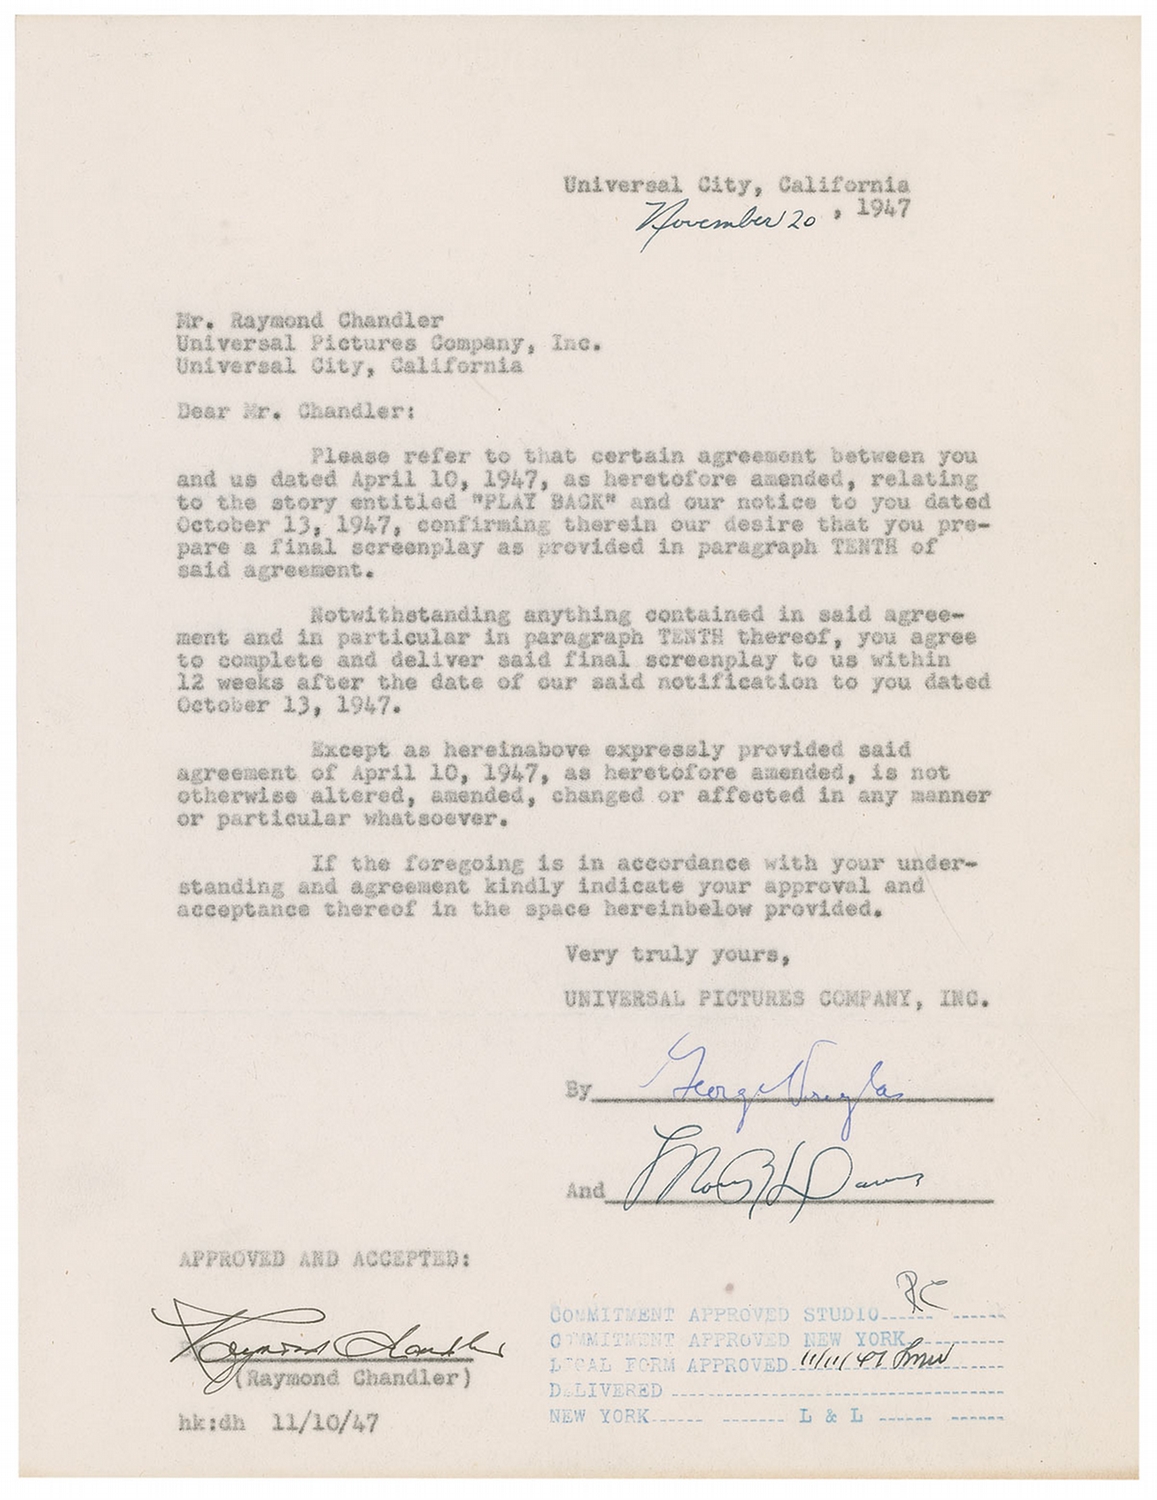 Universal City, California
November 20, 1947
Mr. Raymond Chandler
Universal Pictures Company, Inc.
Universal City, California
Dear Mr. Chandler:
Please refer to that certain agreement between you
and us dated April 10, 1947, as heretofore amended, relating
to the story entitled "PLAY BACK" and our notice to you dated
October 13, 1947, confirming therein our desire that you pre-
pare a final screenplay as provided in paragraph TENTH of
said agreement.
Notwithstanding anything contained in said agree-
ment and in particular in paragraph TENTH thereof, you agree
to complete and deliver said final screenplay to us within
12 weeks after the date of our said notification to you dated
October 13, 1947.
Except as hereinabove expressly provided said
agreement of April 10, 1947, as heretofore amended, is not
otherwise altered, amended, changed or affected in any manner
or particular whatsoever.
If the foregoing is in accordance with your under-
standing and agreement kindly indicate your approval and
acceptance thereof in the space hereinbelow provided.
Very truly yours,
UNIVERSAL PICTURES COMPANY, INC.
By George Douglas
And Davis
APPROVED AND ACCEPTED:
Raymond Chandler
(Raymond Chandler)
hk:dh 11/10/47
COMMITMENT APPROVED STUDIO
COMMITMENT APPROVED NEW YORK
LEGAL FORM APPROVED 11/11/47
DELIVERED
NEW YORK L & L